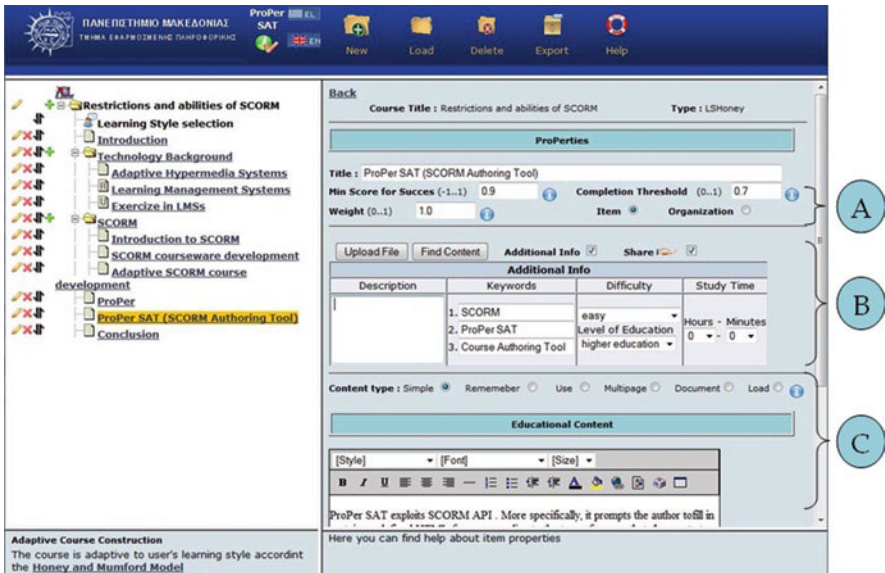 ΠΑΝΕΠΙΣΤΗΜΙΟ ΜΑΚΕΔΟΝΙΑΣ
ΤΜΗΜΑ ΕΦΑΡΜΟΣΜΕΝΗΣ ΠΛΗΡΟΦΟΡΙΚΗΣ
ProPer
SAT
EL
EN
New Load Delete Export Help
Restrictions and abilities of SCORM
Learning Style selection
Introduction
Technology Background
Adaptive Hypermedia Systems
Learning Management Systems
Exercize in LMSs
SCORM
Introduction to SCORM
SCORM courseware development
Adaptive SCORM course
development
ProPer
ProPer SAT (SCORM Authoring Tool)
Conclusion
Adaptive Course Construction
The course is adaptive to user's learning style accordint
the Honey and Mumford Model
Back
Course Title : Restrictions and abilities of SCORM Type : LSHoney
ProPerties
Title : ProPer SAT (SCORM Authoring Tool)
Min Score for Succes (-1..1) 0.9 Completion Threshold (0..1) 0.7
Weight (0..1) 1.0 Item Organization
Upload File Find Content Additional Info Share
Additional Info
Description Keywords Difficulty Study Time
1. SCORM
2. ProPer SAT
3. Course Authoring Tool
easy
Level of Education
higher education
Hours - Minutes
0 - 0
Content type : Simple Rememeber Use Multipage Document Load
Educational Content
[Style] [Font] [Size]
B I U
ProPer SAT exploits SCORM API . More specifically, it prompts the author tofill in
Here you can find help about item properties
A
B
C